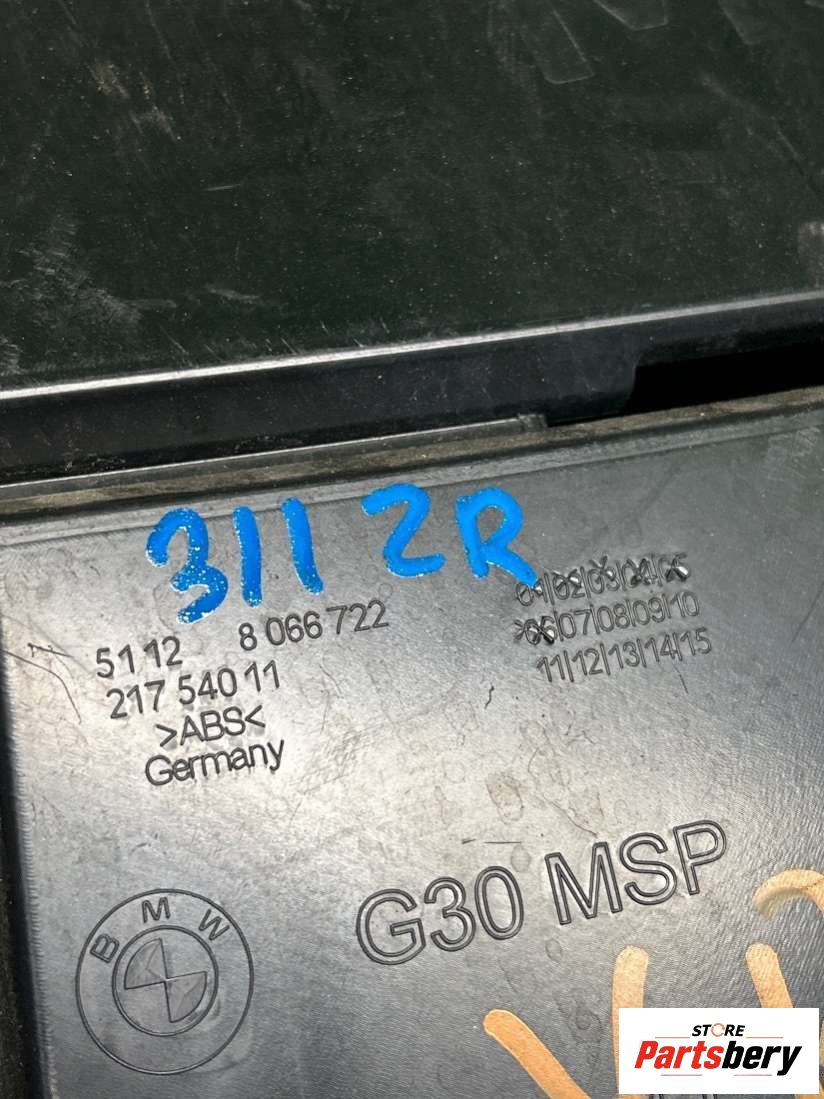 311 2R
51 12 8 066 722
217 540 11
>ABS<
Germany
01|02|03|04|05
06|07|08|09|10
11|12|13|14|15
G30 MSP
BMW
STORE
Partsbery